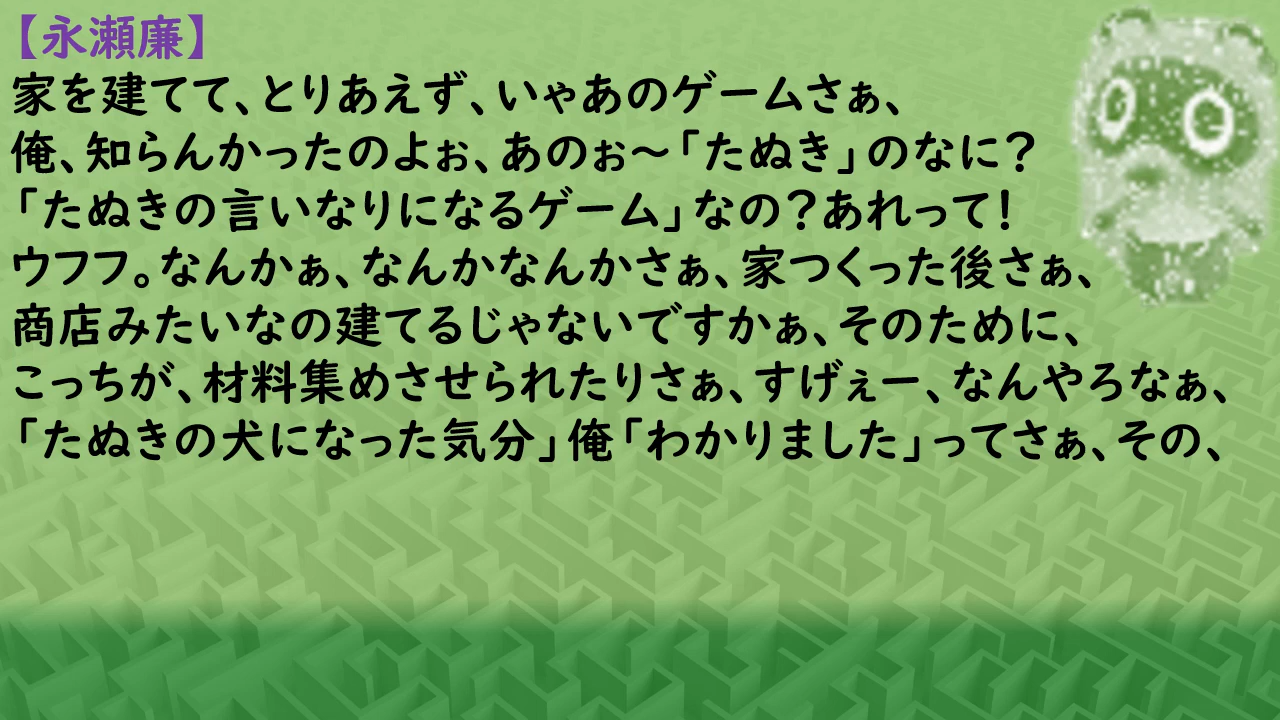 【永瀬廉】
家を建てて、とりあえず、いゃあのゲームさぁ、
俺、知らんかったのよぉ、あのぉ～「たぬき」のなに？
「たぬきの言いなりになるゲーム」なの？あれって！
ウフフ。なんかぁ、なんかなんかさぁ、家つくった後さぁ、
商店みたいなの建てるじゃないですかぁ、そのために、
こっちが、材料集めさせられたりさぁ、すげぇー、なんやろなぁ、
「たぬきの犬になった気分」俺「わかりました」ってさぁ、その、